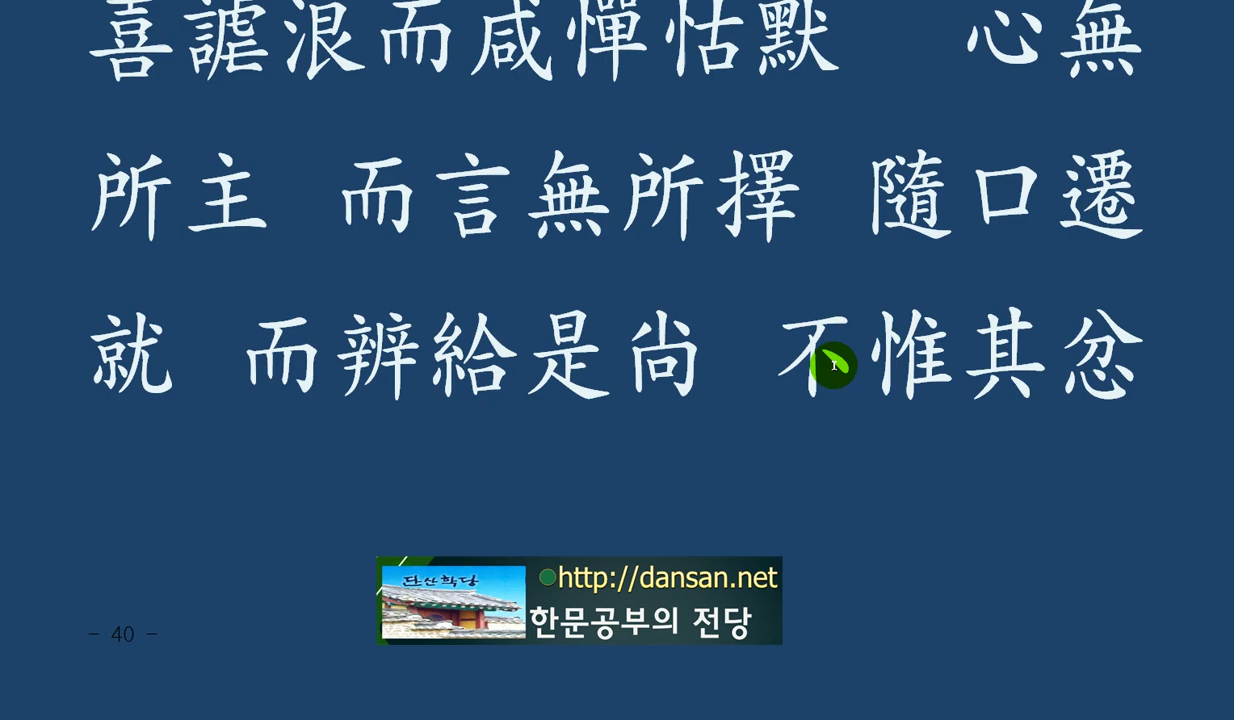 喜謔浪而咸憚怙默 心無
所主 而言無所擇 隨口遷
就 而辨給是尚 不惟其忿
단산학당
http://dansan.net
한문공부의 전당
- 40 -